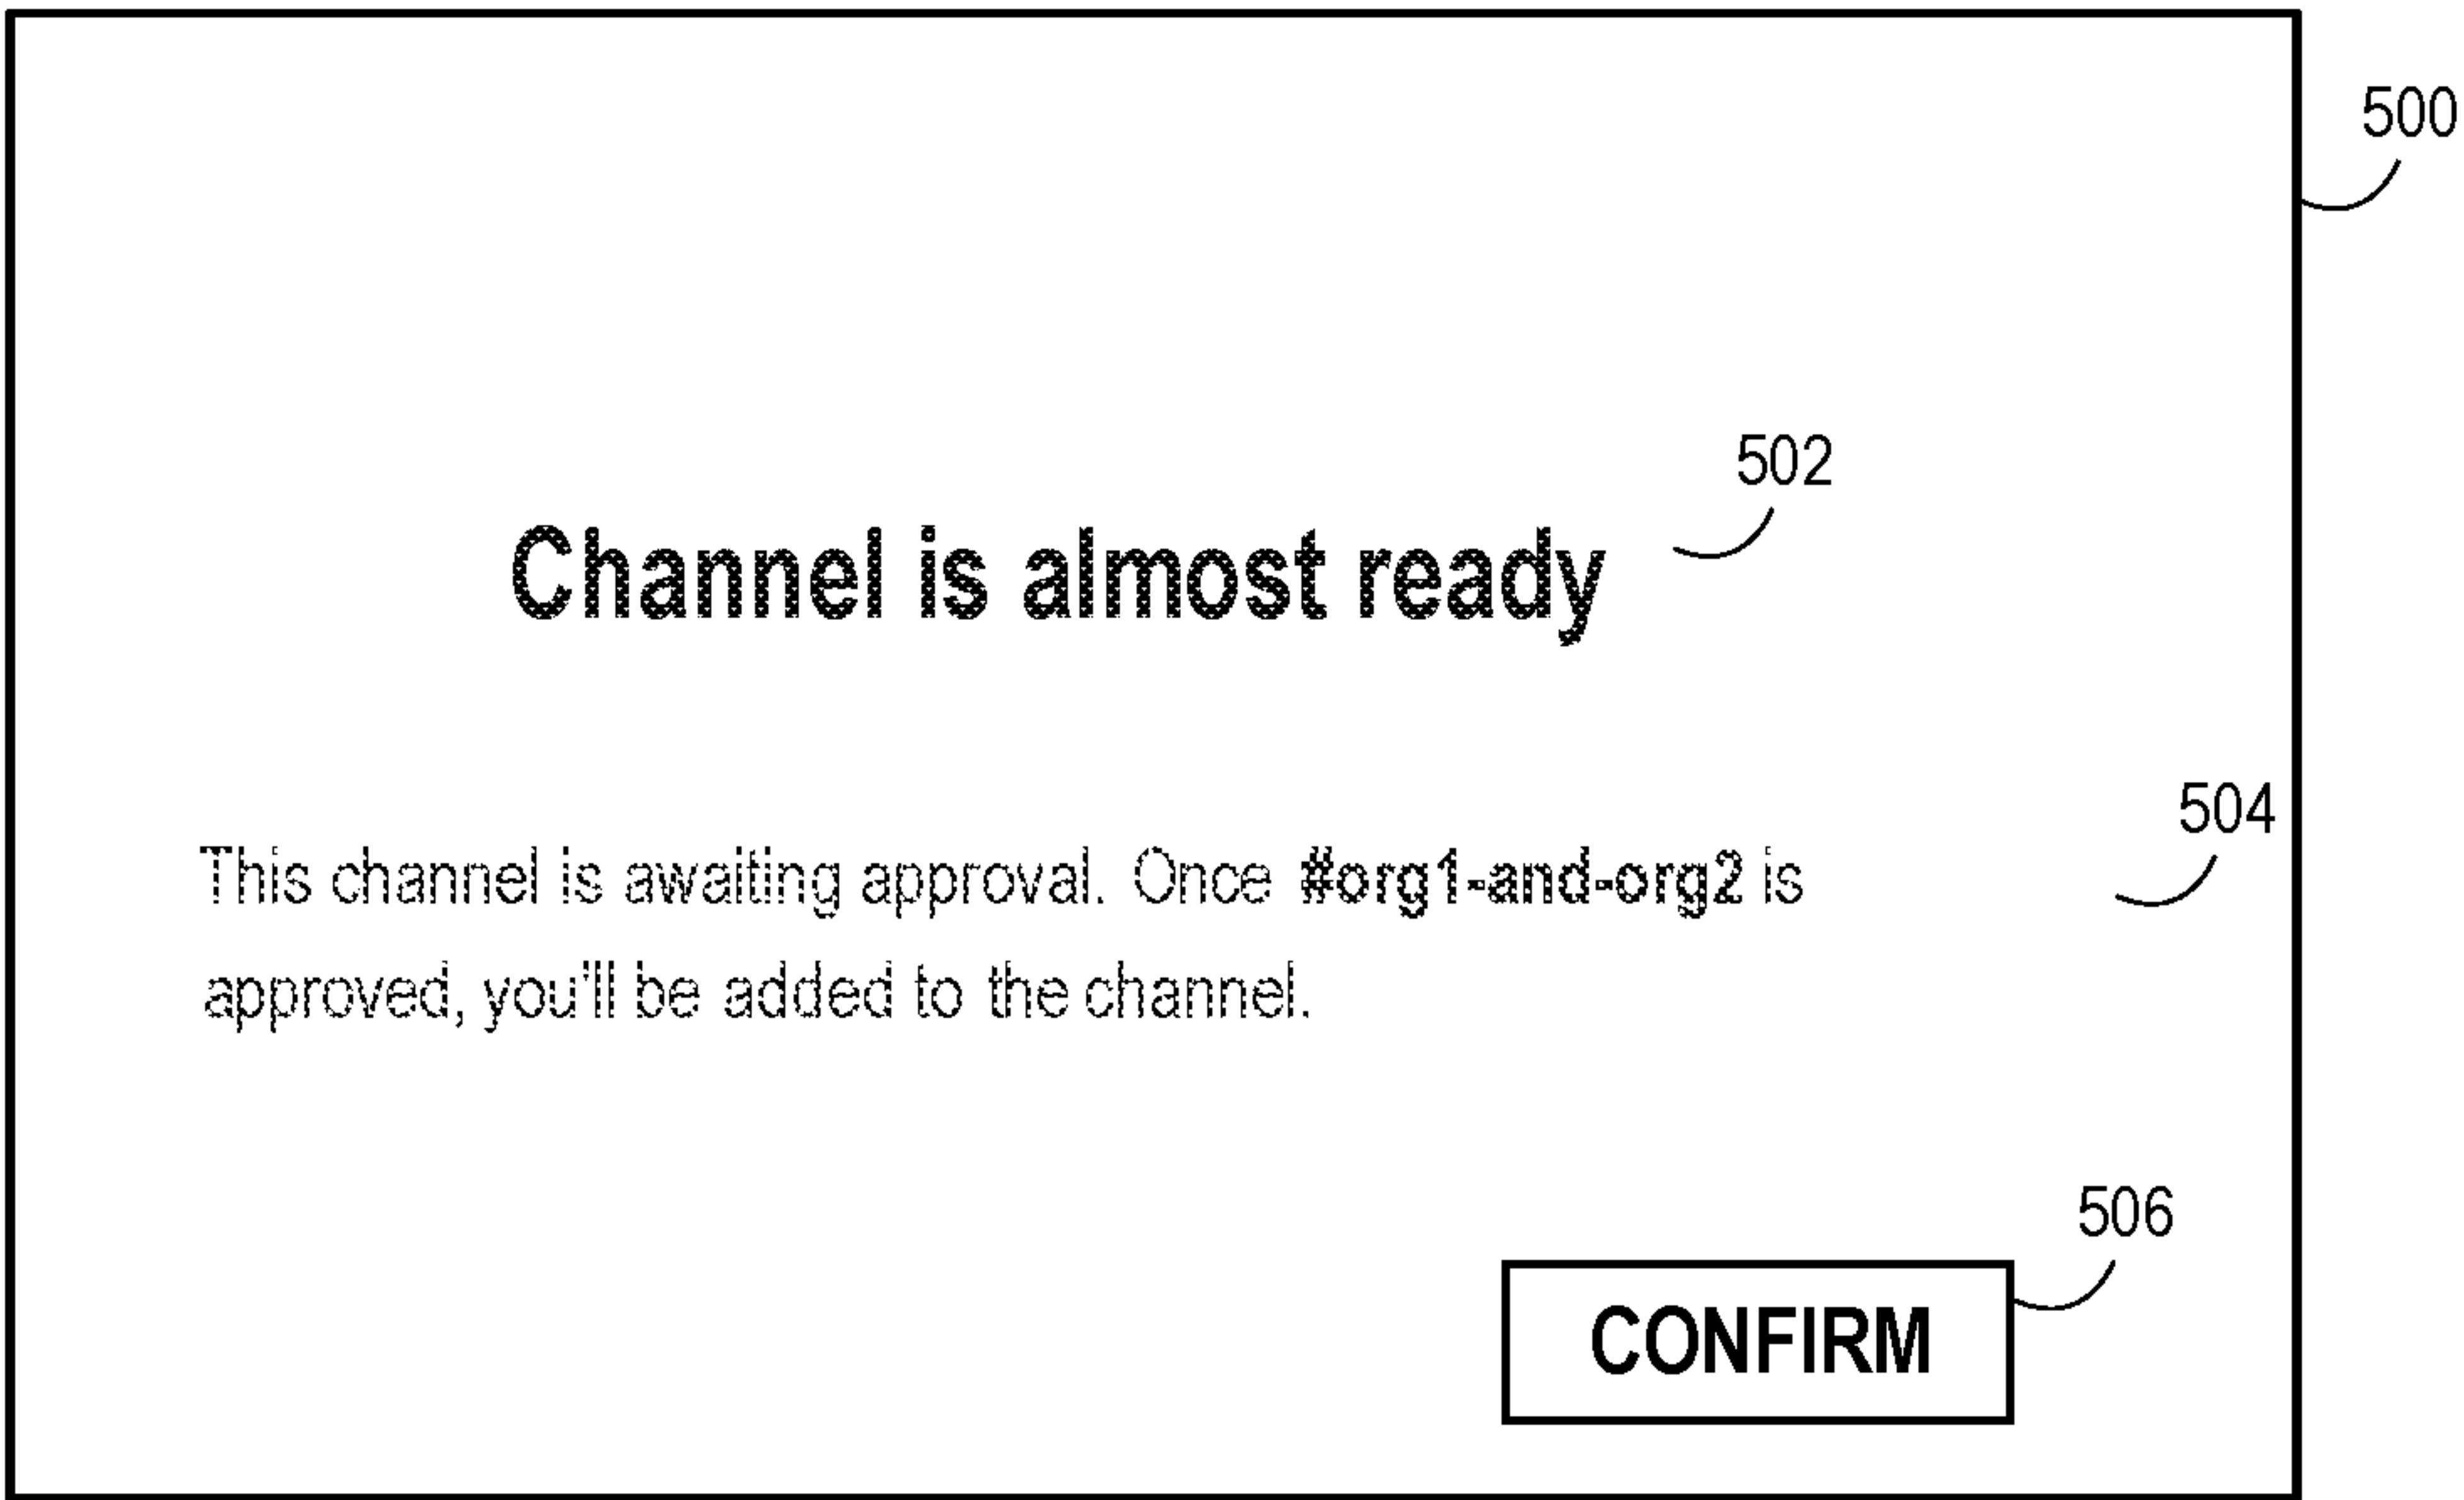 500
502
Channel is almost ready
504
This channel is awaiting approval. Once #org1-and-org2 is
approved, you'll be added to the channel.
506
CONFIRM